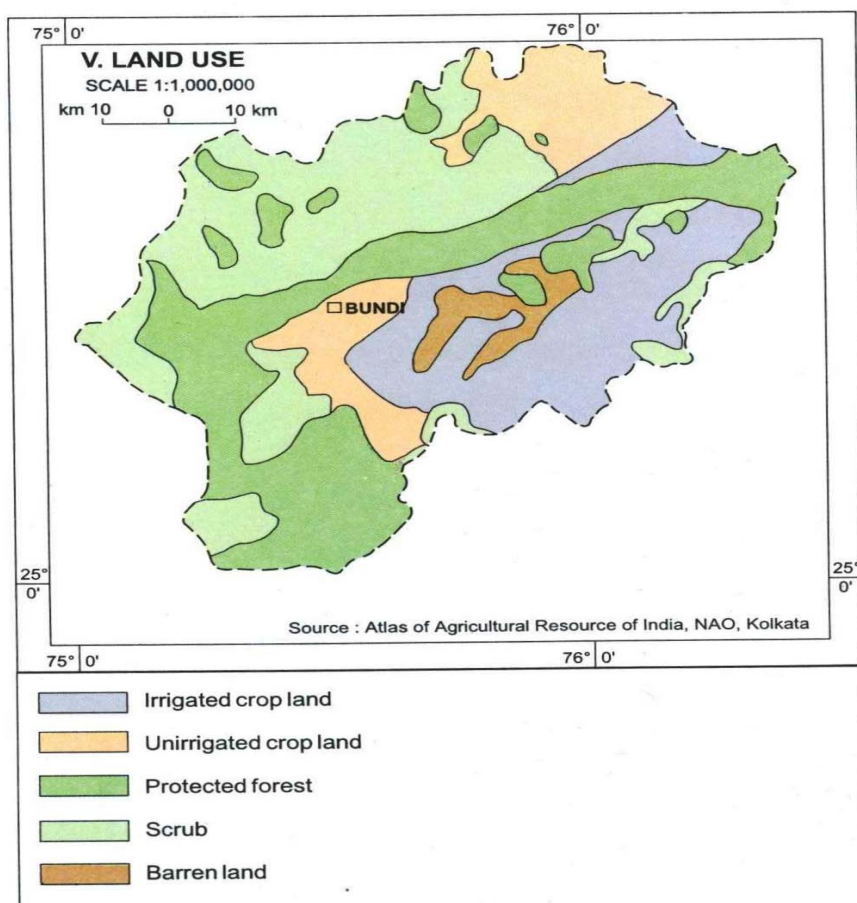 75° 0'
76° 0'
V. LAND USE
SCALE 1:1,000,000
km 10 0 10 km
BUNDI
25°
0'
25°
0'
Source : Atlas of Agricultural Resource of India, NAO, Kolkata
75° 0'
76° 0'
Irrigated crop land
Unirrigated crop land
Protected forest
Scrub
Barren land